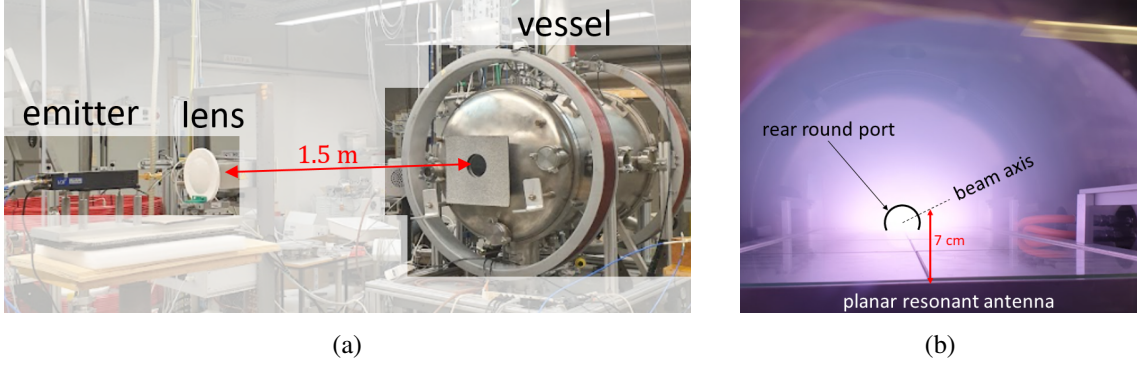 vessel
emitter
lens
1.5 m
rear round port
beam axis
7 cm
planar resonant antenna
(a)
(b)